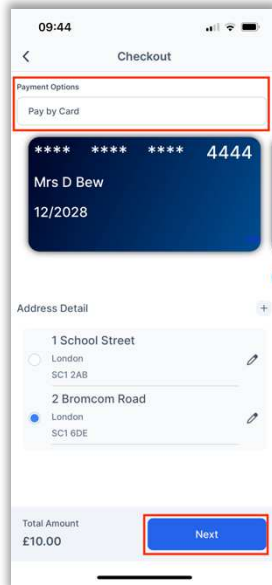 09:44
Checkout
Payment Options
Pay by Card
**** **** **** 4444
Mrs D Bew
12/2028
Address Detail
+
1 School Street
London
SC1 2AB
2 Bromcom Road
London
SC1 6DE
Total Amount
£10.00
Next